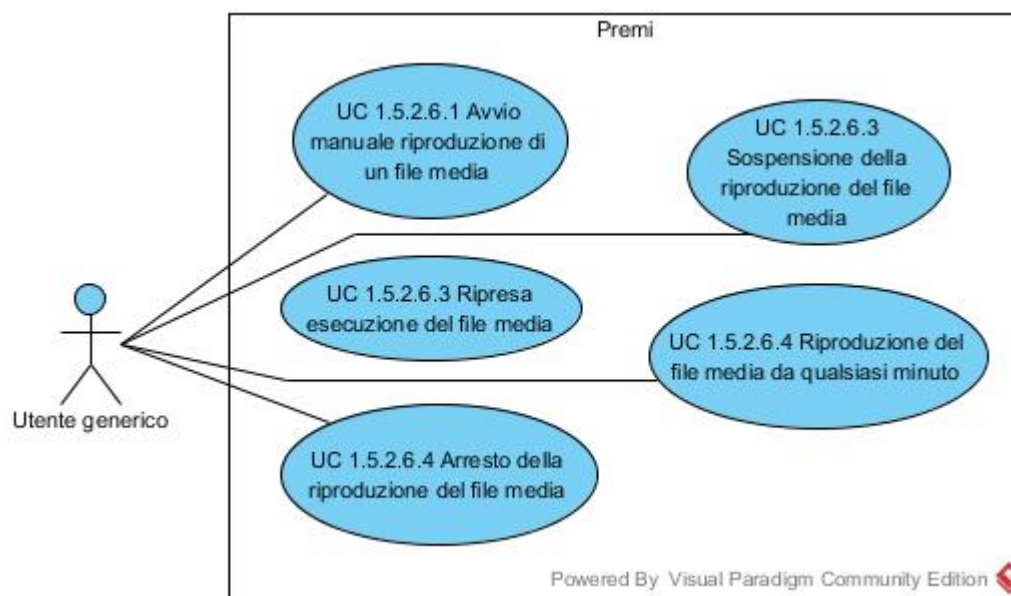 Premi
UC 1.5.2.6.1 Avvio
manuale riproduzione di
un file media
UC 1.5.2.6.3
Sospensione della
riproduzione del file
media
UC 1.5.2.6.3 Ripresa
esecuzione del file media
UC 1.5.2.6.4 Riproduzione del
file media da qualsiasi minuto
Utente generico
UC 1.5.2.6.4 Arresto della
riproduzione del file media
Powered By Visual Paradigm Community Edition